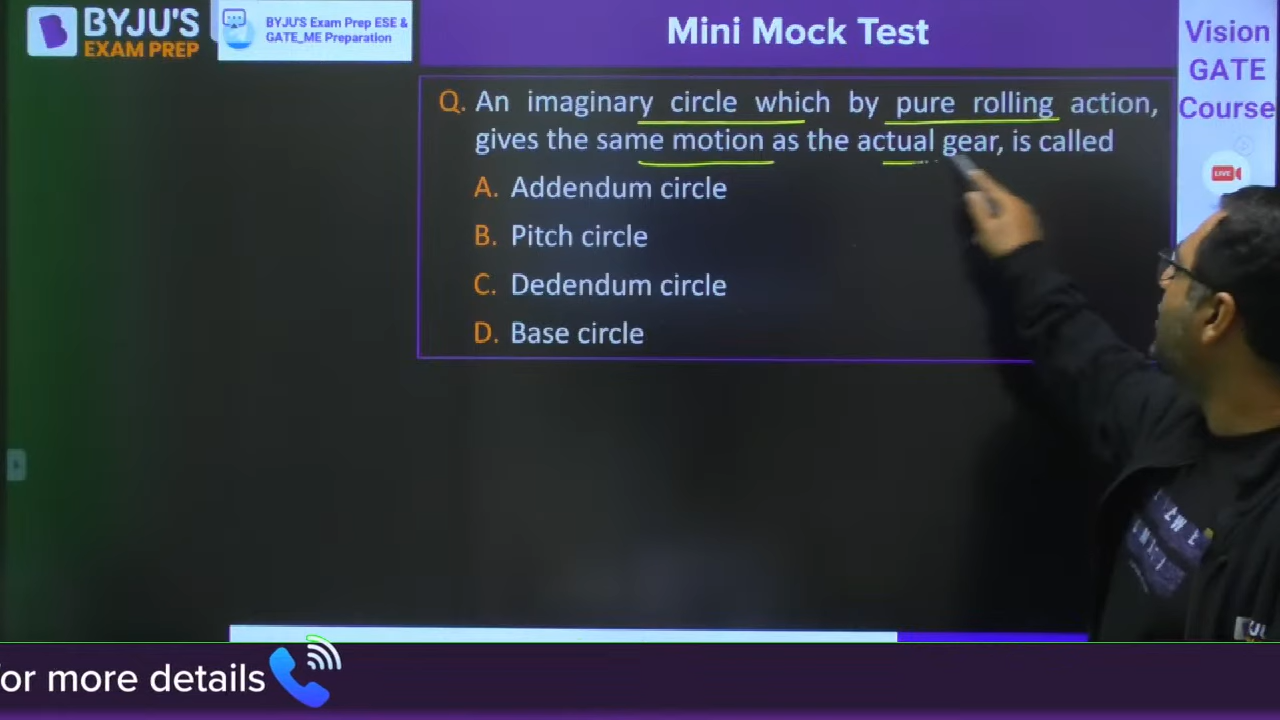 BYJU'S
EXAM PREP
BYJU'S Exam Prep ESE &
GATE_ME Preparation
Mini Mock Test
Vision
GATE
Course
LIVE
Q. An imaginary circle which by pure rolling action,
gives the same motion as the actual gear, is called
A. Addendum circle
B. Pitch circle
C. Dedendum circle
D. Base circle
or more details